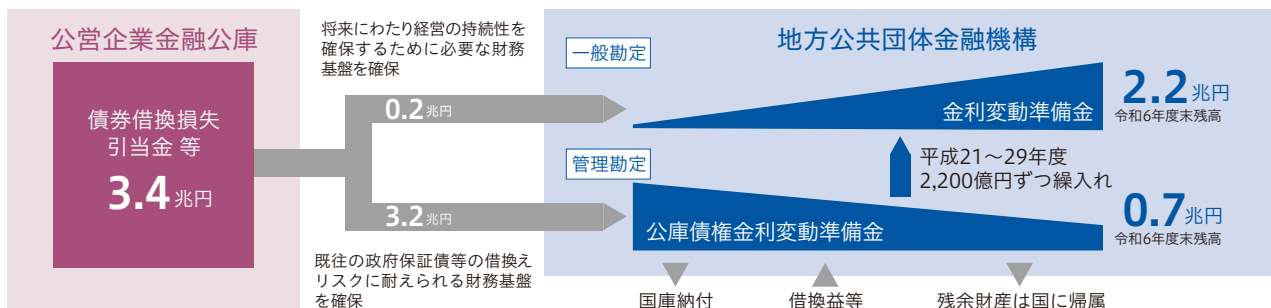 公営企業金融公庫
債券借換損失
引当金 等
3.4兆円
将来にわたり経営の持続性を
確保するために必要な財務
基盤を確保
0.2兆円
3.2兆円
既往の政府保証債等の借換え
リスクに耐えられる財務基盤
を確保
地方公共団体金融機構
一般勘定
金利変動準備金
2.2兆円
令和6年度末残高
平成21～29年度
2,200億円ずつ繰入れ
管理勘定
公庫債権金利変動準備金
0.7兆円
令和6年度末残高
国庫納付
借換益等
残余財産は国に帰属